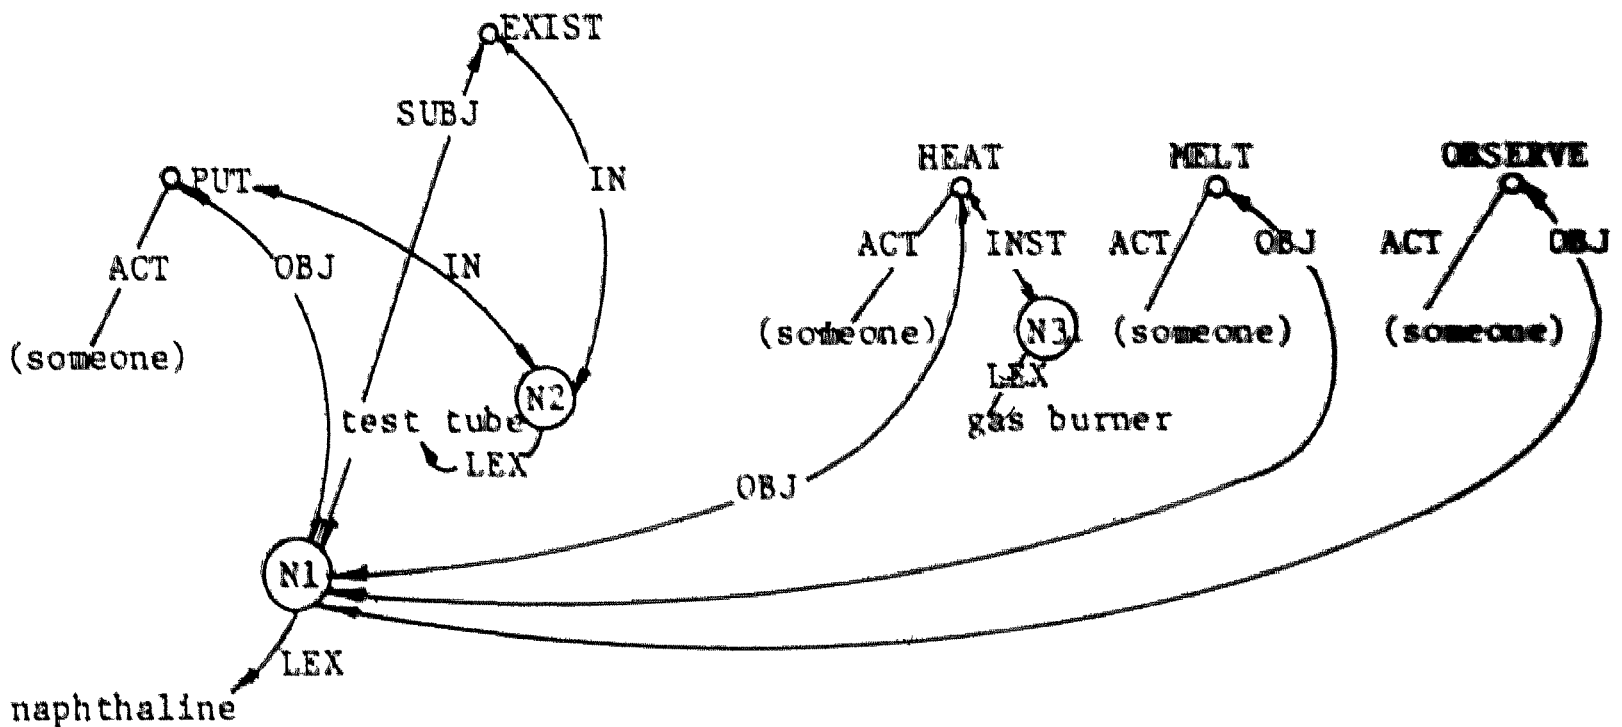 EXIST
SUBJ
HEAT MELT OBSERVE
PUT IN
ACT INST ACT OBJ ACT OBJ
ACT OBJ IN
(someone) N3 (someone) (someone)
(someone)
LEX
N2
test tube gas burner
LEX
OBJ
N1
LEX
naphthaline